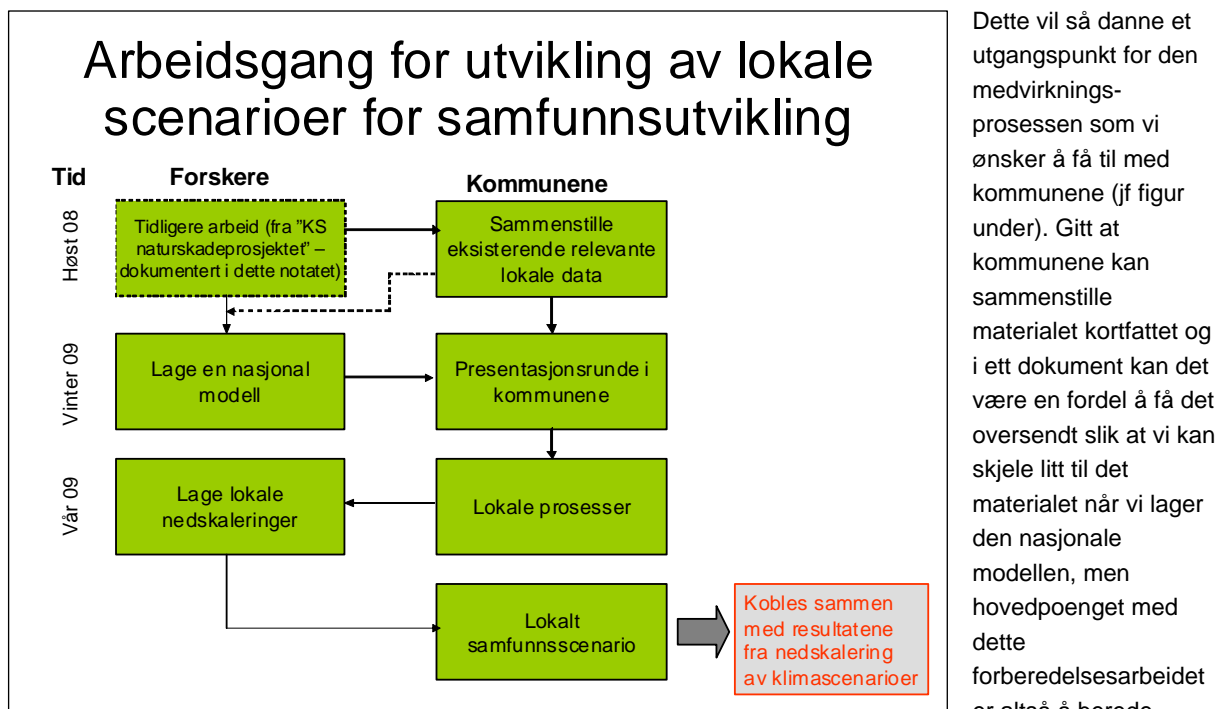 Arbeidsgang for utvikling av lokale
scenarioer for samfunnsutvikling
Tid
Forskere
Kommunene
Høst 08
Tidligere arbeid (fra ”KS
naturskadeprosjektet” –
dokumentert i dette notatet)
Sammenstille
eksisterende relevante
lokale data
Vinter 09
Lage en nasjonal
modell
Presentasjonsrunde i
kommunene
Vår 09
Lage lokale
nedskaleringer
Lokale prosesser
Lokalt
samfunnsscenario
Kobles sammen
med resultatene
fra nedskalering
av klimascenarioer
Dette vil så danne et
utgangspunkt for den
medvirknings-
prosessen som vi
ønsker å få til med
kommunene (jf figur
under). Gitt at
kommunene kan
sammenstille
materialet kortfattet og
i ett dokument kan det
være en fordel å få det
oversendt slik at vi kan
skjele litt til det
materialet når vi lager
den nasjonale
modellen, men
hovedpoenget med
dette
forberedelsesarbeidet
er altså å berede